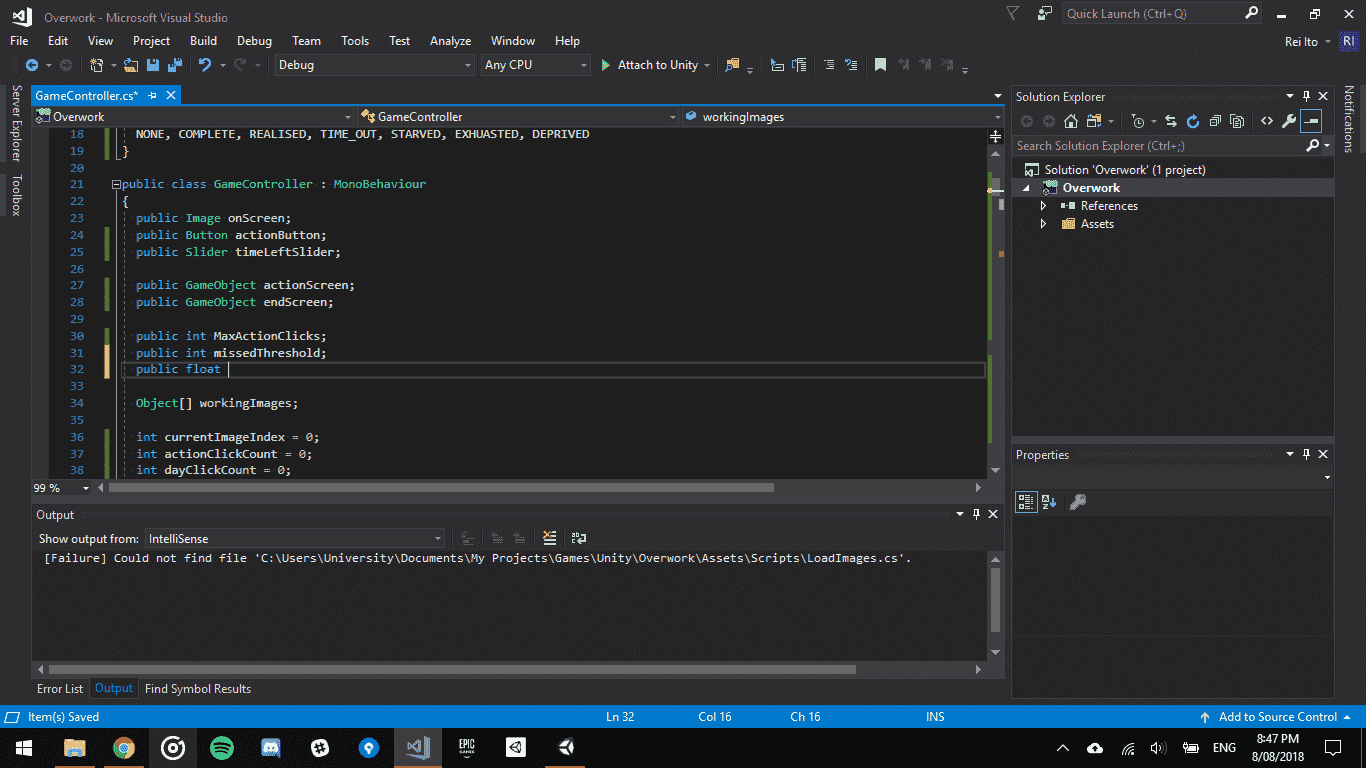 Overwork - Microsoft Visual Studio
Quick Launch (Ctrl+Q)
File Edit View Project Build Debug Team Tools Test Analyze Window Help
Rei Ito RI
Debug Any CPU Attach to Unity
Server Explorer
Toolbox
GameController.cs*
Overwork GameController workingImages
18 NONE, COMPLETE, REALISED, TIME_OUT, STARVED, EXHUASTED, DEPRIVED
19 }
20
21 public class GameController : MonoBehaviour
22 {
23 public Image onScreen;
24 public Button actionButton;
25 public Slider timeLeftSlider;
26
27 public GameObject actionScreen;
28 public GameObject endScreen;
29
30 public int MaxActionClicks;
31 public int missedThreshold;
32 public float
33
34 Object[] workingImages;
35
36 int currentImageIndex = 0;
37 int actionClickCount = 0;
38 int dayClickCount = 0;
99 %
Output
Show output from: IntelliSense
[Failure] Could not find file 'C:\Users\University\Documents\My Projects\Games\Unity\Overwork\Assets\Scripts\LoadImages.cs'.
Error List Output Find Symbol Results
Solution Explorer
Search Solution Explorer (Ctrl+;)
Solution 'Overwork' (1 project)
Overwork
References
Assets
Properties
Notifications
Item(s) Saved Ln 32 Col 16 Ch 16 INS Add to Source Control
EPIC GAMES
ENG
8:47 PM
8/08/2018